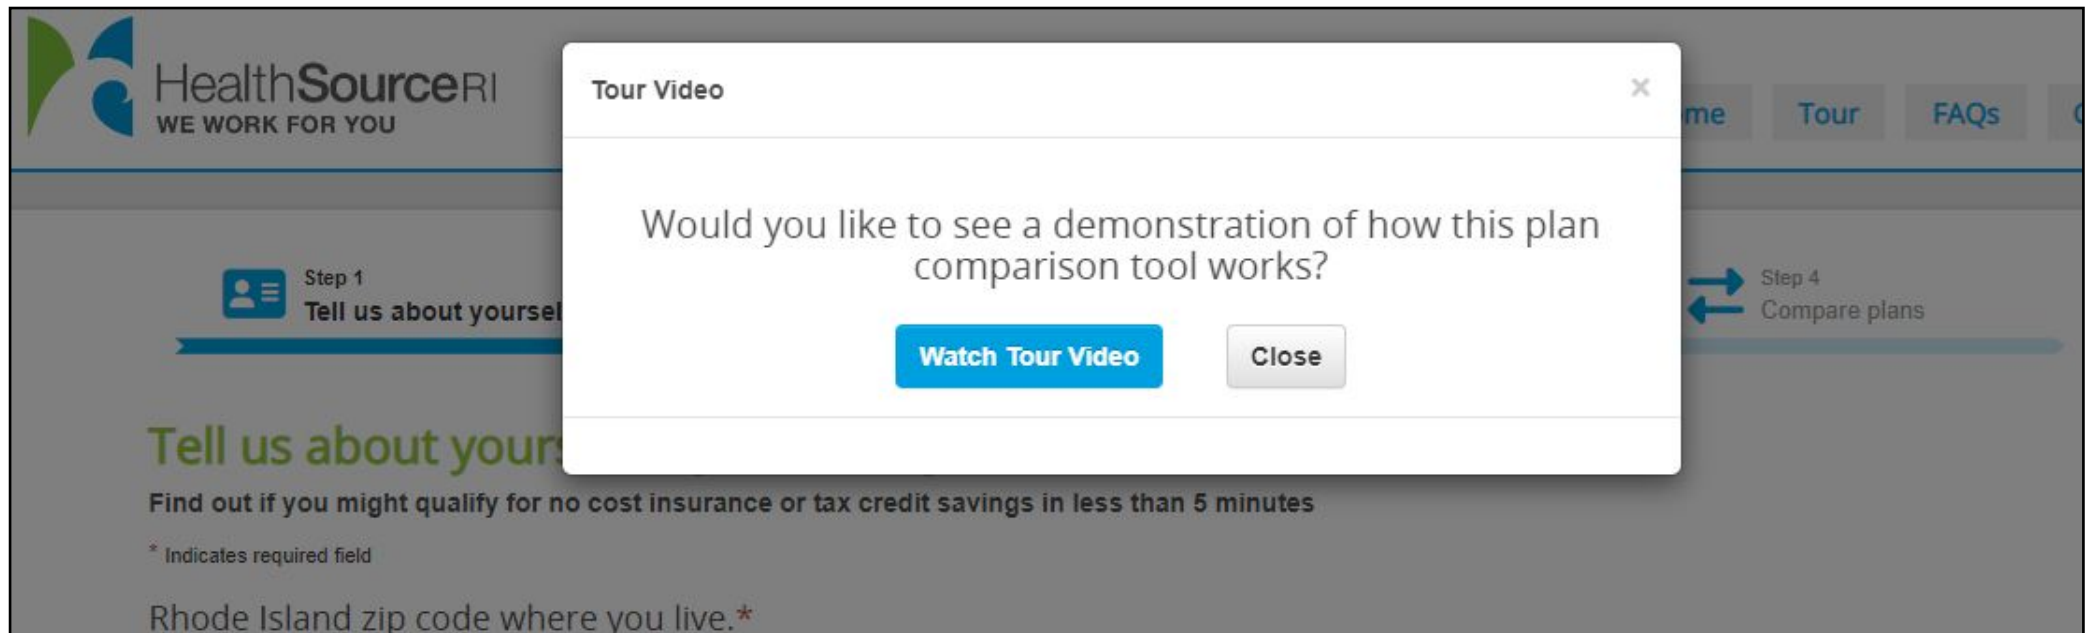 HealthSourceRI
WE WORK FOR YOU
Tour
FAQs
Tour Video
×
Would you like to see a demonstration of how this plan
comparison tool works?
Watch Tour Video
Close
Step 1
Tell us about
Step 4
Compare plans
Tell us about
Find out if you might qualify for no cost insurance or tax credit savings in less than 5 minutes
* Indicates required field
Rhode Island zip code where you live.*